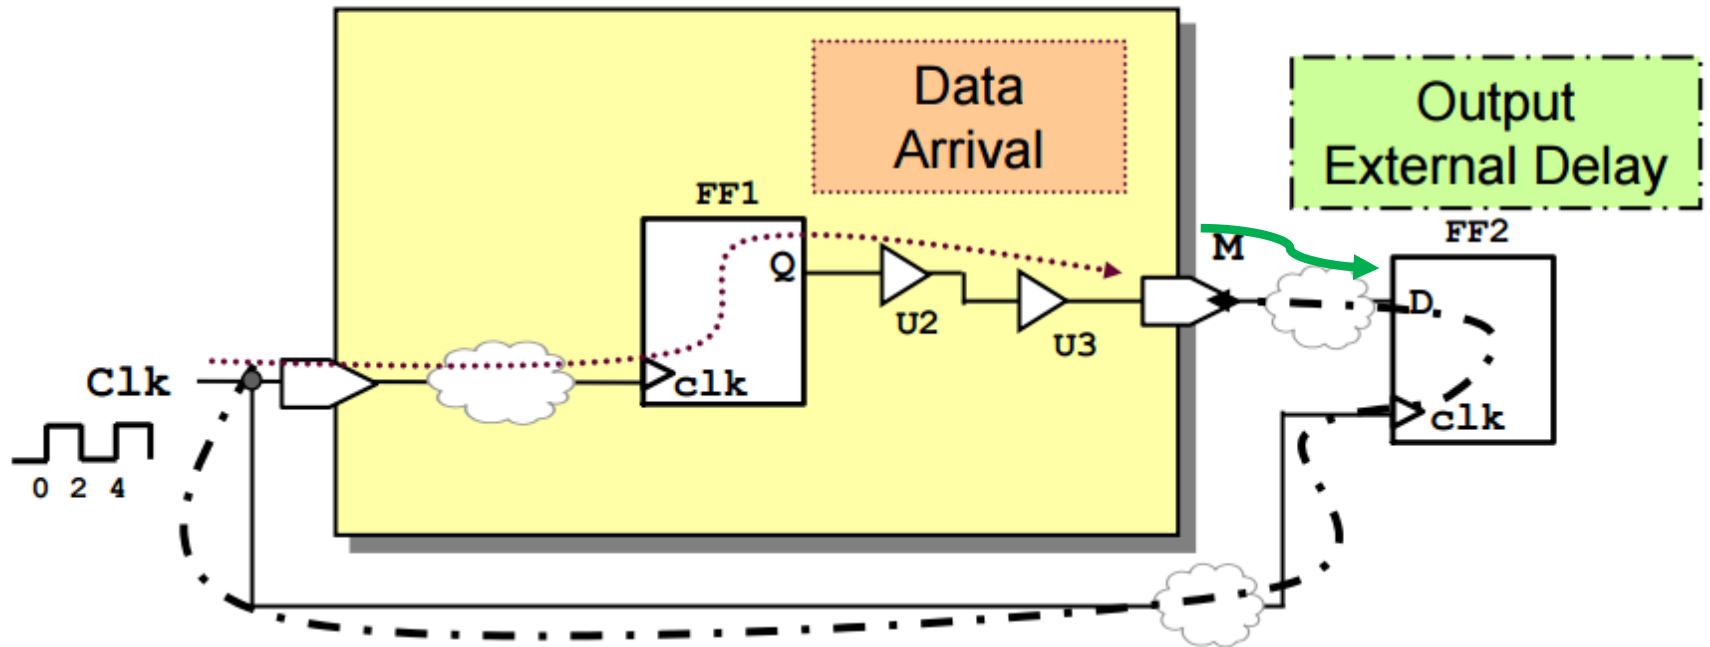 Data
Arrival
Output
External Delay
FF1
FF2
M
Q
D
U2
U3
Clk
clk
clk
0 2 4